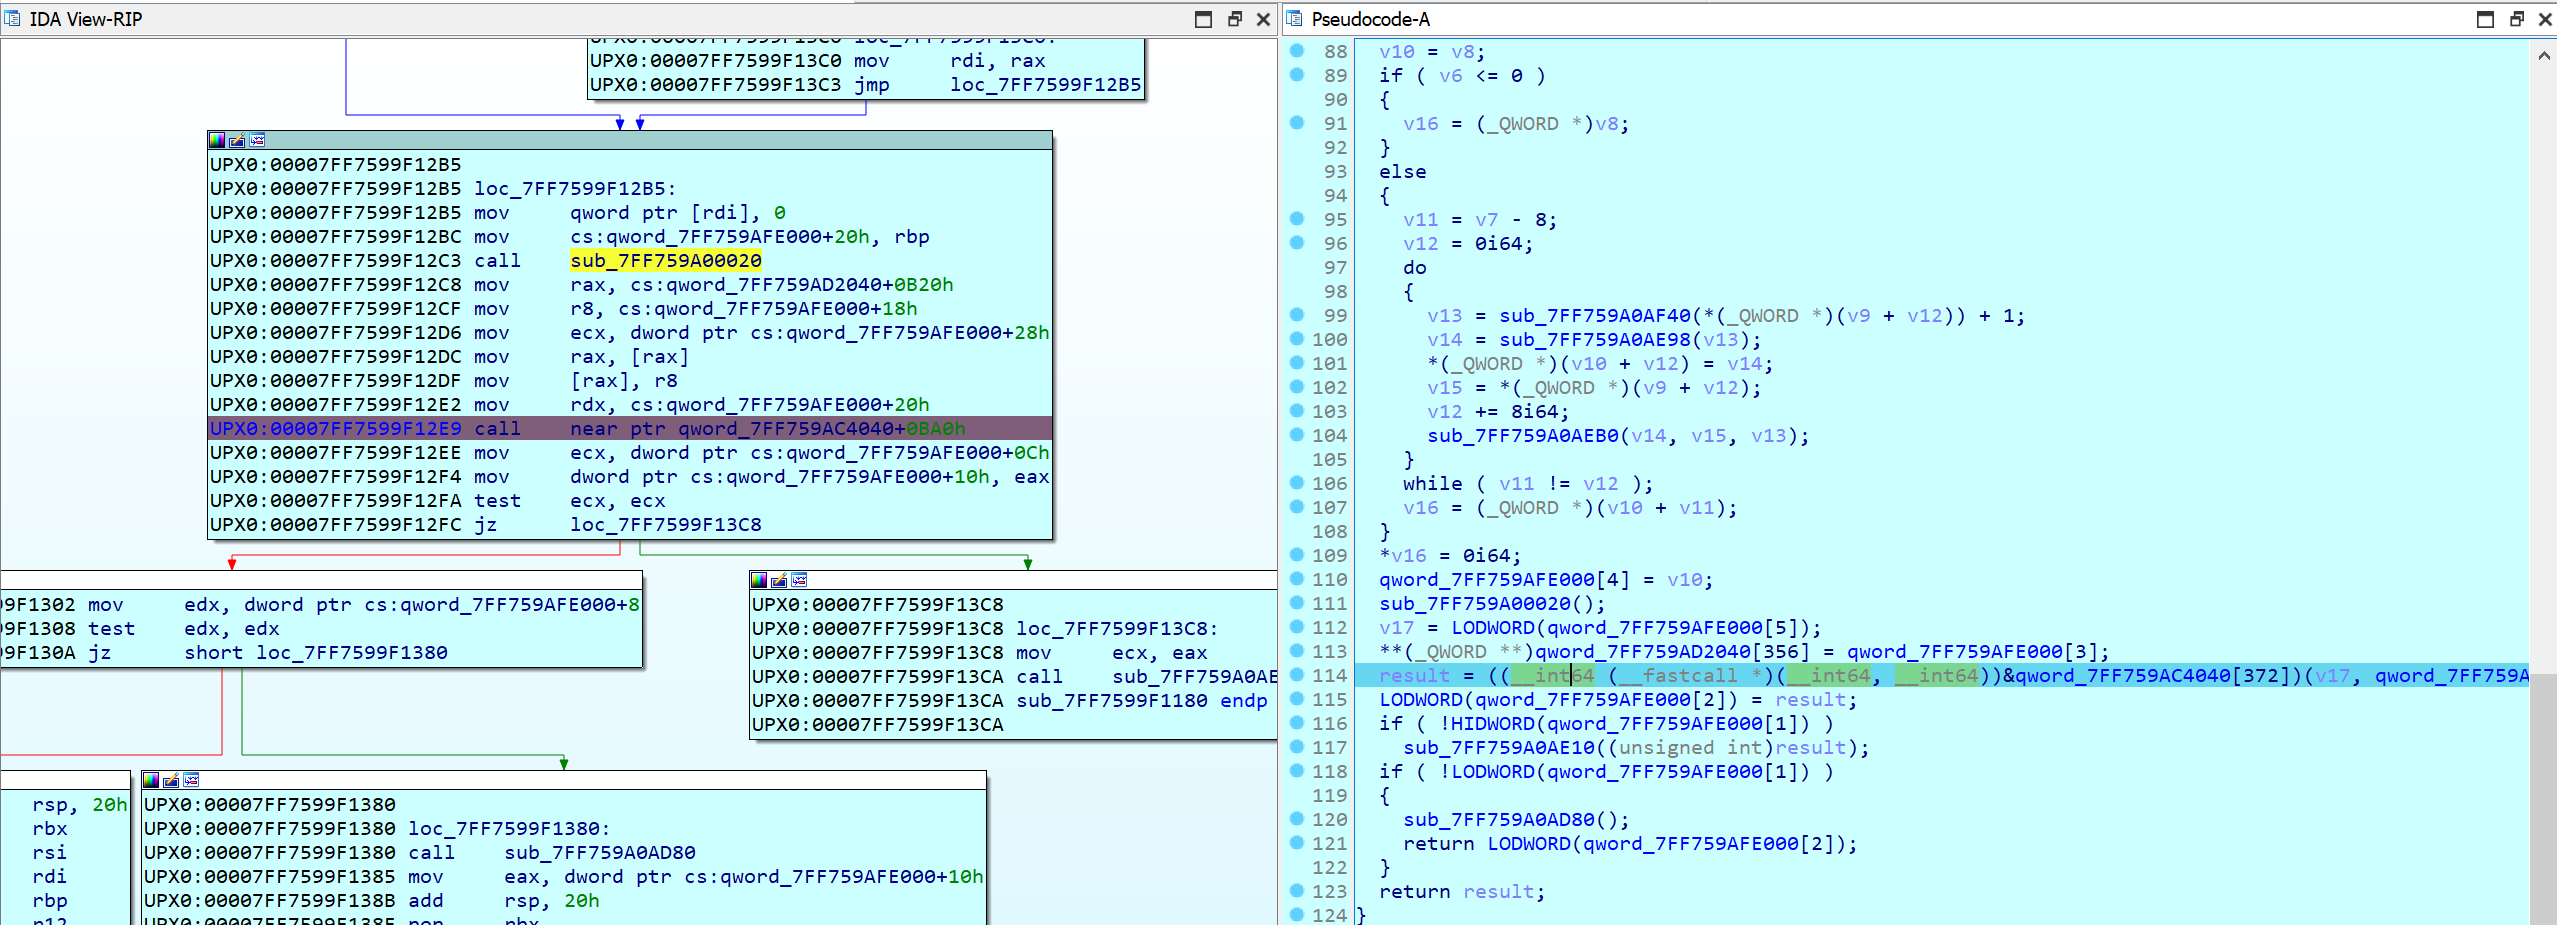 IDA View-RIP
UPX0:00007FF7599F13C0 mov rdi, rax
UPX0:00007FF7599F13C3 jmp loc_7FF7599F12B5
UPX0:00007FF7599F12B5
UPX0:00007FF7599F12B5 loc_7FF7599F12B5:
UPX0:00007FF7599F12B5 mov qword ptr [rdi], 0
UPX0:00007FF7599F12BC mov cs:qword_7FF759AFE000+20h, rbp
UPX0:00007FF7599F12C3 call sub_7FF759A00020
UPX0:00007FF7599F12C8 mov rax, cs:qword_7FF759AD2040+0B20h
UPX0:00007FF7599F12CF mov r8, cs:qword_7FF759AFE000+18h
UPX0:00007FF7599F12D6 mov ecx, dword ptr cs:qword_7FF759AFE000+28h
UPX0:00007FF7599F12DC mov rax, [rax]
UPX0:00007FF7599F12DF mov [rax], r8
UPX0:00007FF7599F12E2 mov rdx, cs:qword_7FF759AFE000+20h
UPX0:00007FF7599F12E9 call near ptr qword_7FF759AC4040+0BA0h
UPX0:00007FF7599F12EE mov ecx, dword ptr cs:qword_7FF759AFE000+0Ch
UPX0:00007FF7599F12F4 mov dword ptr cs:qword_7FF759AFE000+10h, eax
UPX0:00007FF7599F12FA test ecx, ecx
UPX0:00007FF7599F12FC jz loc_7FF7599F13C8
9F1302 mov edx, dword ptr cs:qword_7FF759AFE000+8
9F1308 test edx, edx
9F130A jz short loc_7FF7599F1380
UPX0:00007FF7599F13C8
UPX0:00007FF7599F13C8 loc_7FF7599F13C8:
UPX0:00007FF7599F13C8 mov ecx, eax
UPX0:00007FF7599F13CA call sub_7FF759A0AE
UPX0:00007FF7599F13CA sub_7FF7599F1180 endp
UPX0:00007FF7599F13CA
rsp, 20h
rbx
rsi
rdi
rbp
UPX0:00007FF7599F1380
UPX0:00007FF7599F1380 loc_7FF7599F1380:
UPX0:00007FF7599F1380 call sub_7FF759A0AD80
UPX0:00007FF7599F1385 mov eax, dword ptr cs:qword_7FF759AFE000+10h
UPX0:00007FF7599F138B add rsp, 20h
Pseudocode-A
88 v10 = v8;
89 if ( v6 <= 0 )
90 {
91 v16 = (_QWORD *)v8;
92 }
93 else
94 {
95 v11 = v7 - 8;
96 v12 = 0i64;
97 do
98 {
99 v13 = sub_7FF759A0AF40(*(_QWORD *)(v9 + v12)) + 1;
100 v14 = sub_7FF759A0AE98(v13);
101 *(_QWORD *)(v10 + v12) = v14;
102 v15 = *(_QWORD *)(v9 + v12);
103 v12 += 8i64;
104 sub_7FF759A0AEB0(v14, v15, v13);
105 }
106 while ( v11 != v12 );
107 v16 = (_QWORD *)(v10 + v11);
108 }
109 *v16 = 0i64;
110 qword_7FF759AFE000[4] = v10;
111 sub_7FF759A00020();
112 v17 = LODWORD(qword_7FF759AFE000[5]);
113 **(_QWORD **)qword_7FF759AD2040[356] = qword_7FF759AFE000[3];
114 result = ((__int64 (__fastcall *)(__int64, __int64))&qword_7FF759AC4040[372])(v17, qword_7FF759A
115 LODWORD(qword_7FF759AFE000[2]) = result;
116 if ( !HIDWORD(qword_7FF759AFE000[1]) )
117 sub_7FF759A0AE10((unsigned int)result);
118 if ( !LODWORD(qword_7FF759AFE000[1]) )
119 {
120 sub_7FF759A0AD80();
121 return LODWORD(qword_7FF759AFE000[2]);
122 }
123 return result;
124 }